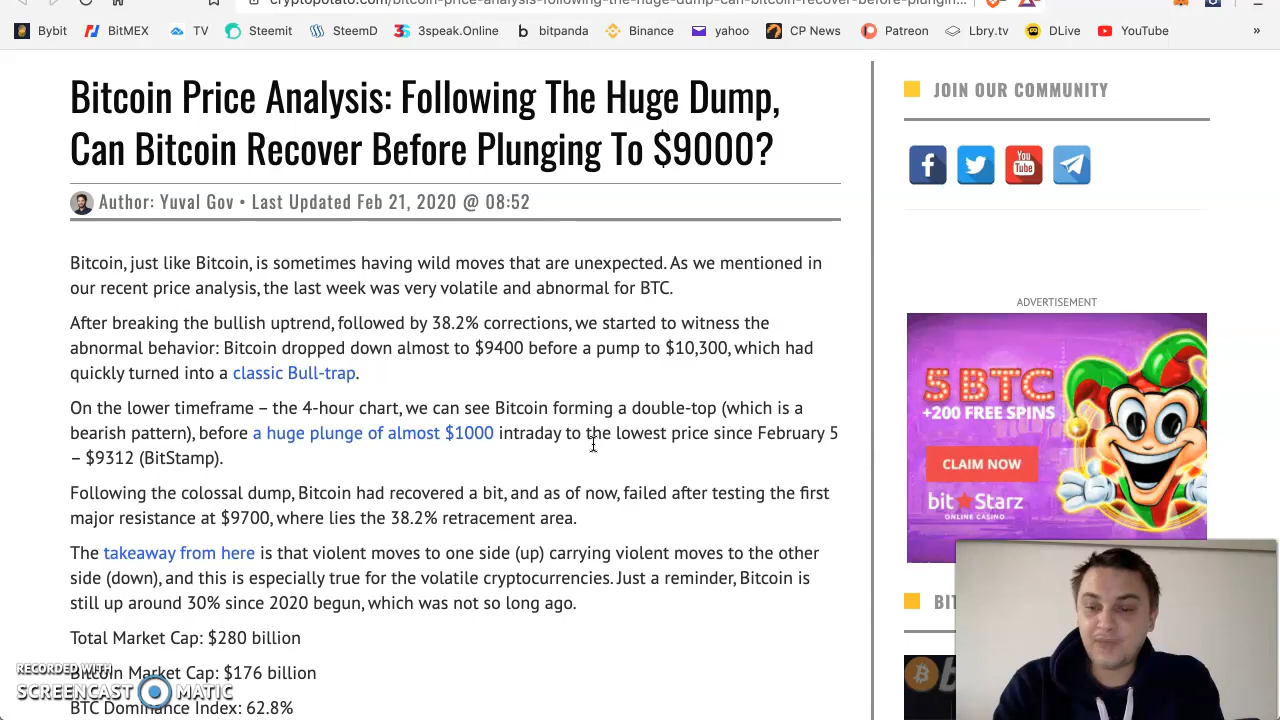 cryptopotato.com/bitcoin-price-analysis-following-the-huge-dump-can-bitcoin-recover-before-plungin...
Bybit BitMEX TV Steemit SteemD 3speak.Online bitpanda Binance yahoo CP News Patreon Lbry.tv DLive YouTube »
Bitcoin Price Analysis: Following The Huge Dump,
Can Bitcoin Recover Before Plunging To $9000?
Author: Yuval Gov • Last Updated Feb 21, 2020 @ 08:52
Bitcoin, just like Bitcoin, is sometimes having wild moves that are unexpected. As we mentioned in
our recent price analysis, the last week was very volatile and abnormal for BTC.
After breaking the bullish uptrend, followed by 38.2% corrections, we started to witness the
abnormal behavior: Bitcoin dropped down almost to $9400 before a pump to $10,300, which had
quickly turned into a classic Bull-trap.
On the lower timeframe – the 4-hour chart, we can see Bitcoin forming a double-top (which is a
bearish pattern), before a huge plunge of almost $1000 intraday to the lowest price since February 5
– $9312 (BitStamp).
Following the colossal dump, Bitcoin had recovered a bit, and as of now, failed after testing the first
major resistance at $9700, where lies the 38.2% retracement area.
The takeaway from here is that violent moves to one side (up) carrying violent moves to the other
side (down), and this is especially true for the volatile cryptocurrencies. Just a reminder, Bitcoin is
still up around 30% since 2020 begun, which was not so long ago.
Total Market Cap: $280 billion
Bitcoin Market Cap: $176 billion
BTC Dominance Index: 62.8%
RECORDED WITH
SCREENCAST MATIC
JOIN OUR COMMUNITY
You
Tube
ADVERTISEMENT
5 BTC
+200 FREE SPINS
CLAIM NOW
bitStarz
ONLINE CASINO